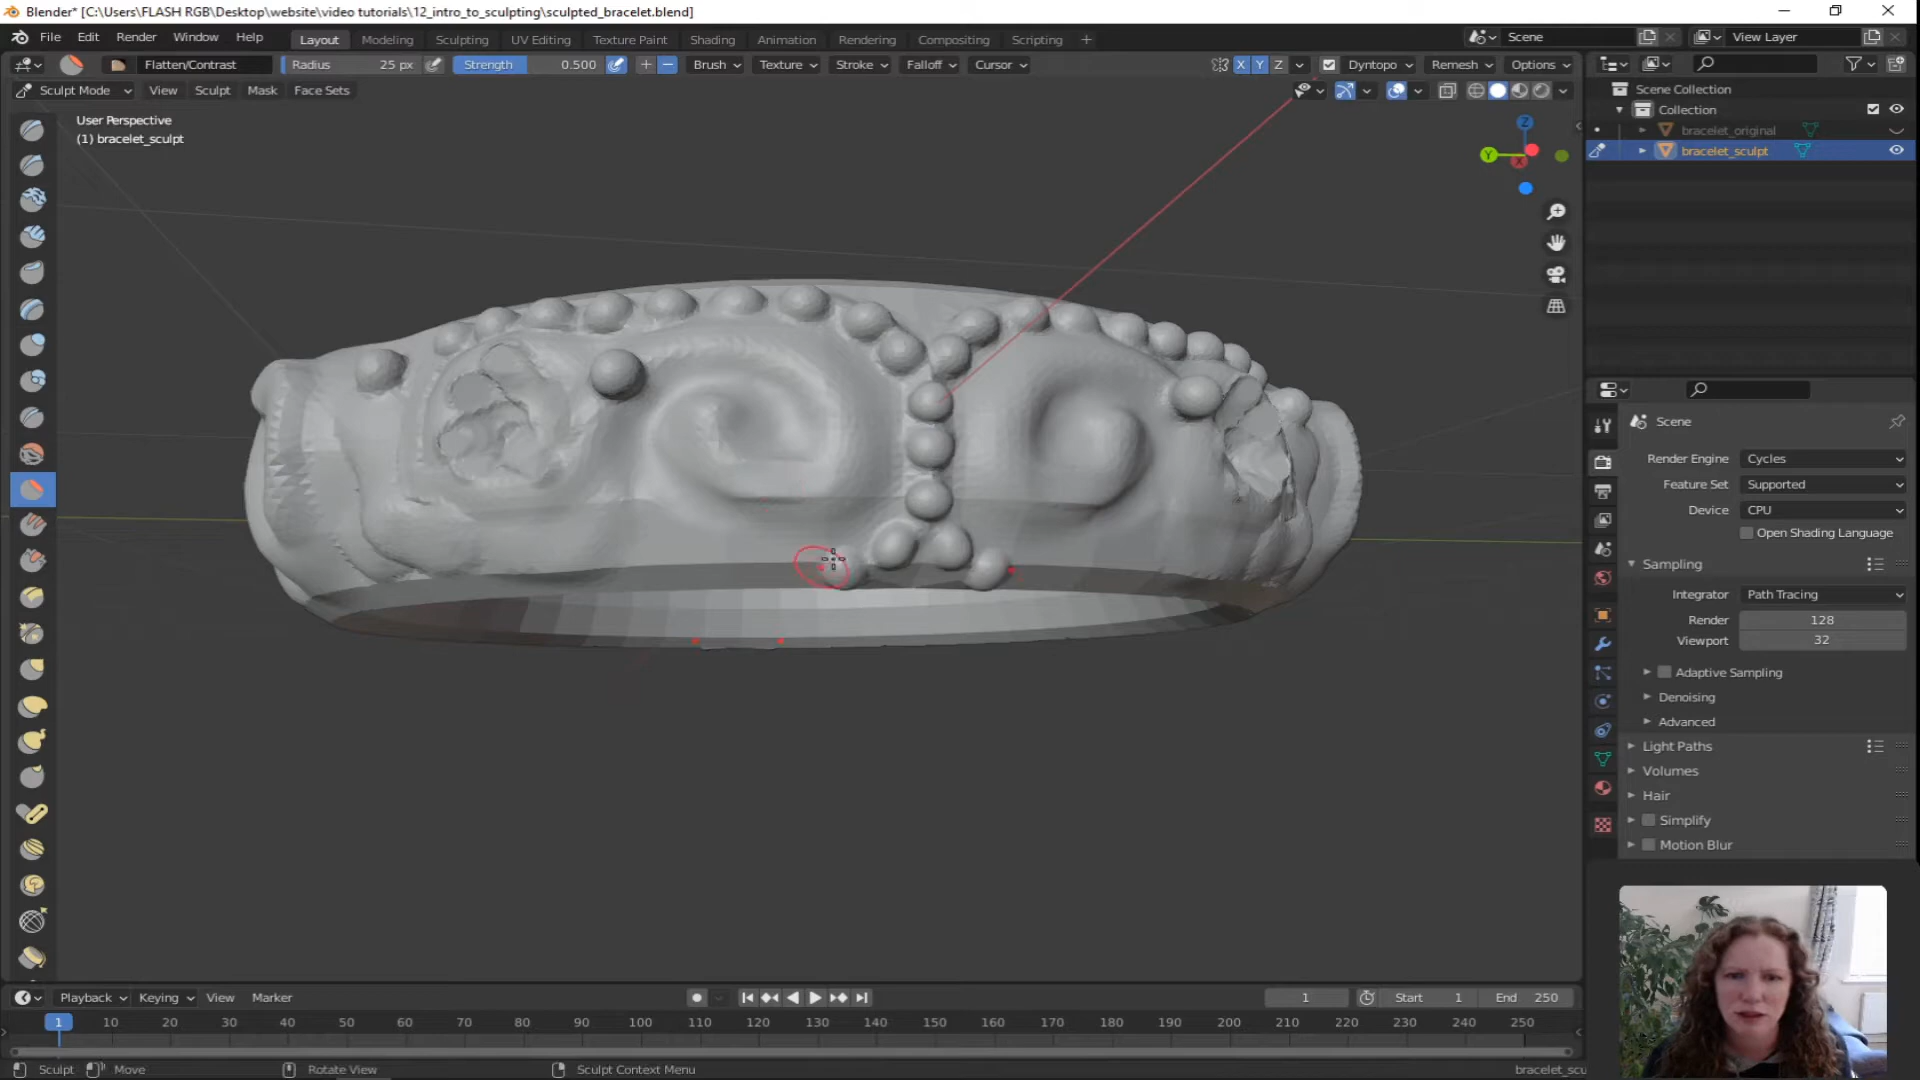 Blender* [C:\Users\FLASH RGB\Desktop\website\video tutorials\12_intro_to_sculpting\sculpted_bracelet.blend]
File Edit Render Window Help Layout Modeling Sculpting UV Editing Texture Paint Shading Animation Rendering Compositing Scripting + Scene View Layer
Flatten/Contrast Radius 25 px Strength 0.500 Brush Texture Stroke Falloff Cursor X Y Z Dyntopo Remesh Options
Sculpt Mode View Sculpt Mask Face Sets
User Perspective
(1) bracelet_sculpt
Z
Y
X
Scene Collection
Collection
bracelet_original
bracelet_sculpt
Scene
Render Engine Cycles
Feature Set Supported
Device CPU
Open Shading Language
Sampling
Integrator Path Tracing
Render 128
Viewport 32
Adaptive Sampling
Denoising
Advanced
Light Paths
Volumes
Hair
Simplify
Motion Blur
Playback Keying View Marker 1 Start 1 End 250
1 10 20 30 40 50 60 70 80 90 100 110 120 130 140 150 160 170 180 190 200 210 220 230 240 250
Sculpt Move Rotate View Sculpt Context Menu bracelet_scu